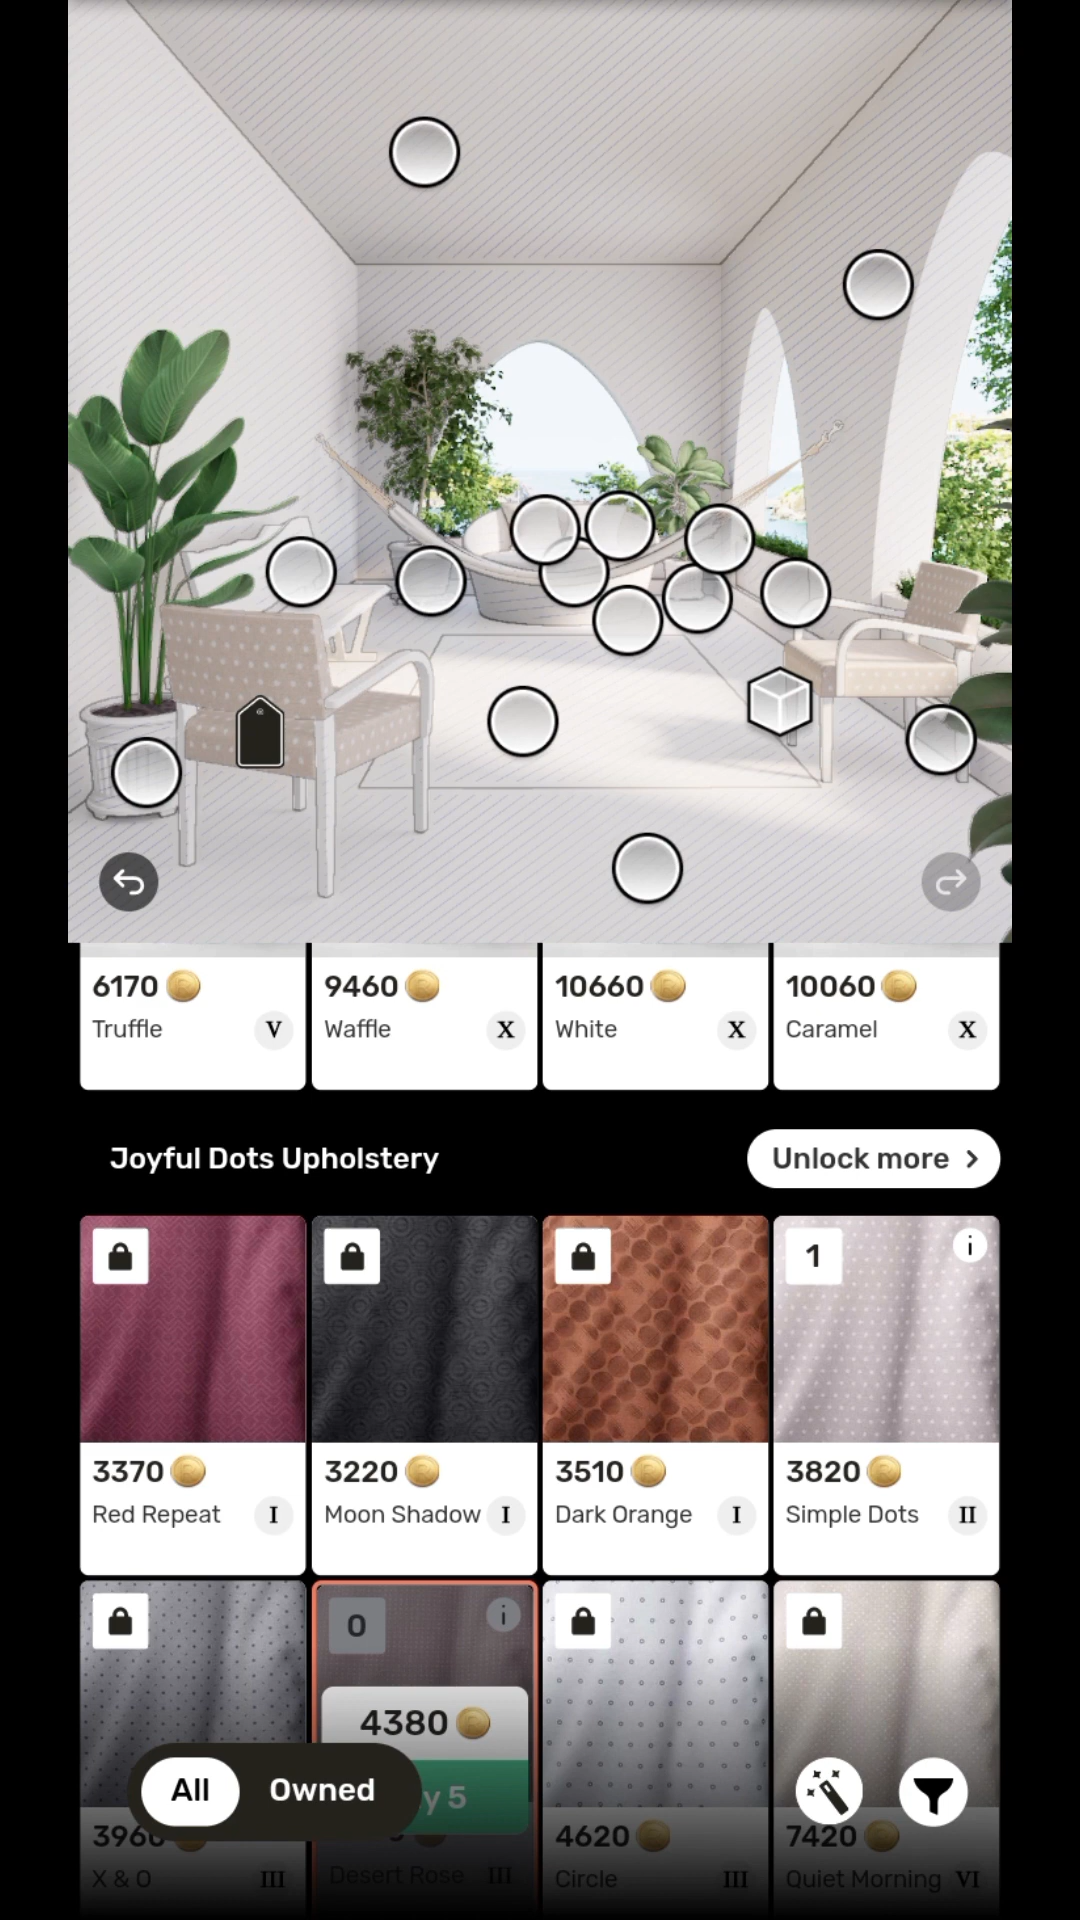 6170
9460
10660
10060
Truffle V
Waffle X
White X
Caramel X
Joyful Dots Upholstery
Unlock more
1 i
3370
3220
3510
3820
Red Repeat I
Moon Shadow I
Dark Orange I
Simple Dots II
0 i
4380
All
Owned
y 5
3960
4620
7420
X & O III
Desert Rose III
Circle III
Quiet Morning VI